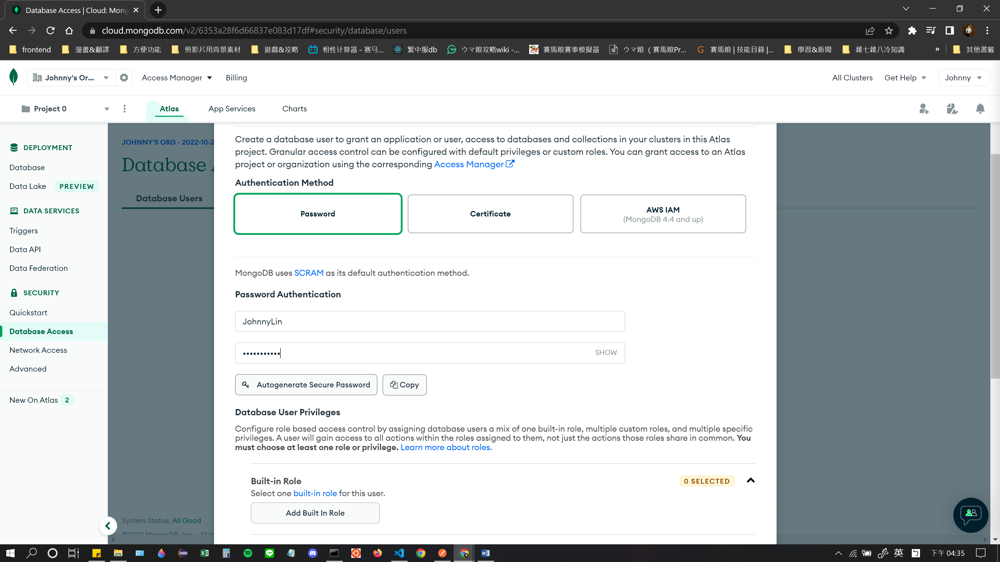 Database Access | Cloud: Mong
cloud.mongodb.com/v2/6353a28f6d66837e083d17df#security/database/users
frontend
漫畫&翻譯
方便功能
剪影片用背景素材
遊戲&攻略
相性计算器 - 赛马...
繁中服db
ウマ娘攻略wiki -...
賽馬娘賽事模擬器
ウマ娘（賽馬娘Pr...
賽馬娘 | 技能目錄 |...
學習&新聞
雜七雜八冷知識
»
其他書籤
Johnny's Or...
Access Manager
Billing
All Clusters
Get Help
Johnny
Project 0
Atlas
App Services
Charts
DEPLOYMENT
Database
Data Lake PREVIEW
DATA SERVICES
Triggers
Data API
Data Federation
SECURITY
Quickstart
Database Access
Network Access
Advanced
New On Atlas 2
JOHNNY'S ORG - 2022-10-2
Database A
Database Users
System Status: All Good
©2022 MongoDB, Inc.
Create a database user to grant an application or user, access to databases and collections in your clusters in this Atlas
project. Granular access control can be configured with default privileges or custom roles. You can grant access to an Atlas
project or organization using the corresponding Access Manager
Authentication Method
Password
Certificate
AWS IAM
(MongoDB 4.4 and up)
MongoDB uses SCRAM as its default authentication method.
Password Authentication
JohnnyLin
•••••••••••
SHOW
Autogenerate Secure Password
Copy
Database User Privileges
Configure role based access control by assigning database users a mix of one built-in role, multiple custom roles, and multiple specific
privileges. A user will gain access to all actions within the roles assigned to them, not just the actions those roles share in common. You
must choose at least one role or privilege. Learn more about roles.
Built-in Role
0 SELECTED
Select one built-in role for this user.
Add Built In Role
英
下午 04:35